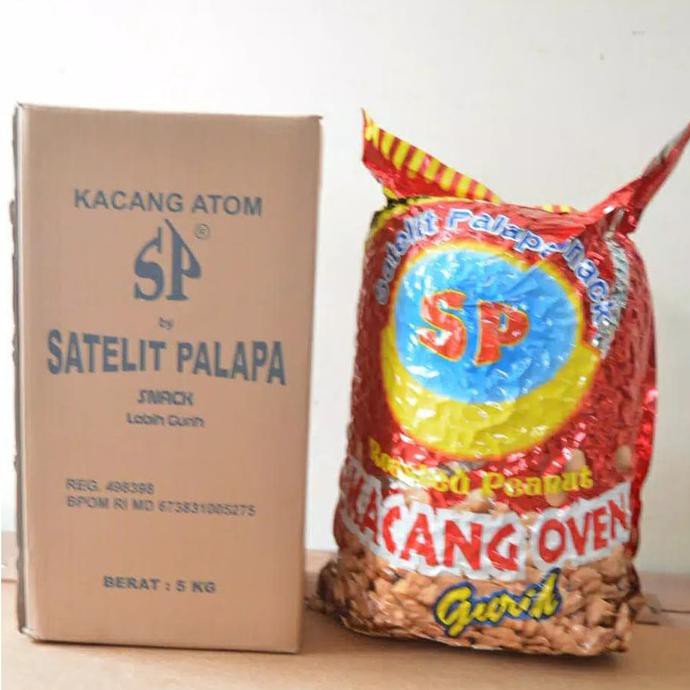 KACANG ATOM
SP®
by
SATELIT PALAPA
SNACK
Lebih Gurih
REG. 498398
BPOM RI MD 673831005275
BERAT : 5 KG
Satelit Palapa Snack
SP
Roasted Peanut
KACANG OVEN
Gurih